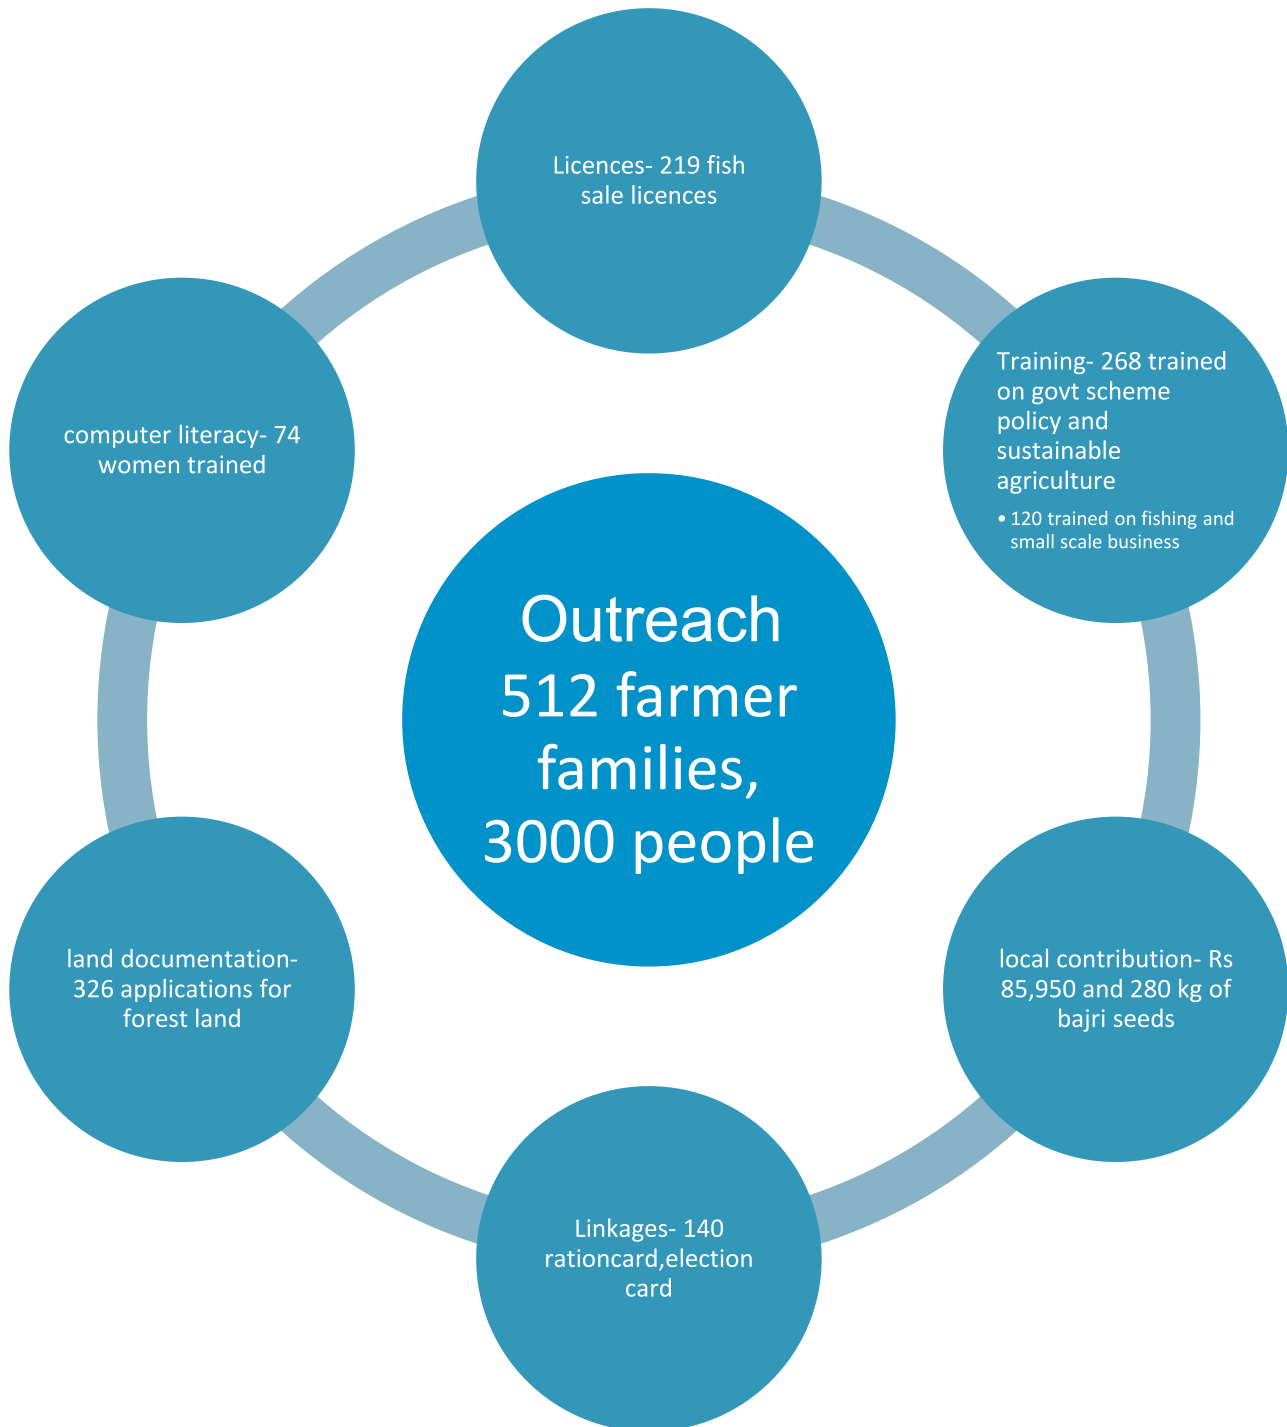 Licences- 219 fish
sale licences
Training- 268 trained
on govt scheme
policy and
sustainable
agriculture
• 120 trained on fishing and
small scale business
local contribution- Rs
85,950 and 280 kg of
bajri seeds
Linkages- 140
rationcard,election
card
land documentation-
326 applications for
forest land
computer literacy- 74
women trained
Outreach
512 farmer
families,
3000 people